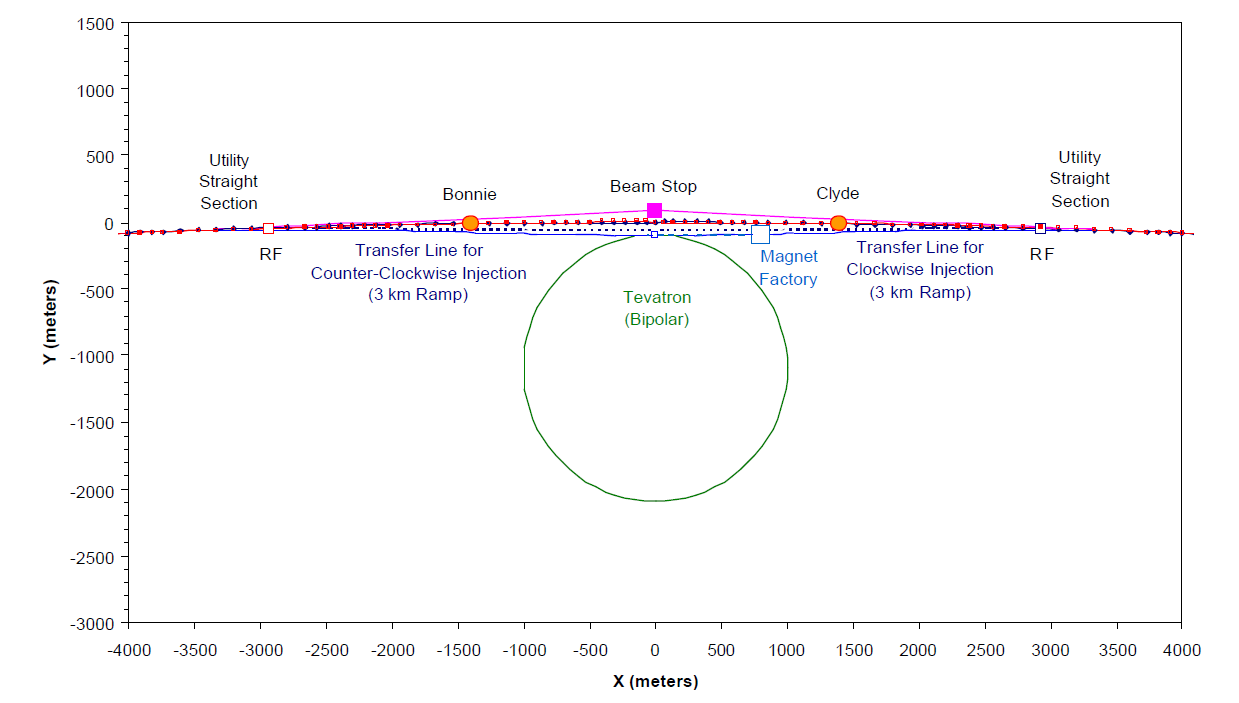 1500
1000
500
0
-500
-1000
-1500
-2000
-2500
-3000
Y (meters)
Utility
Straight
Section
Bonnie
Beam Stop
Clyde
Utility
Straight
Section
RF
Transfer Line for
Counter-Clockwise Injection
(3 km Ramp)
Magnet
Factory
Transfer Line for
Clockwise Injection
(3 km Ramp)
RF
Tevatron
(Bipolar)
-4000 -3500 -3000 -2500 -2000 -1500 -1000 -500 0 500 1000 1500 2000 2500 3000 3500 4000
X (meters)